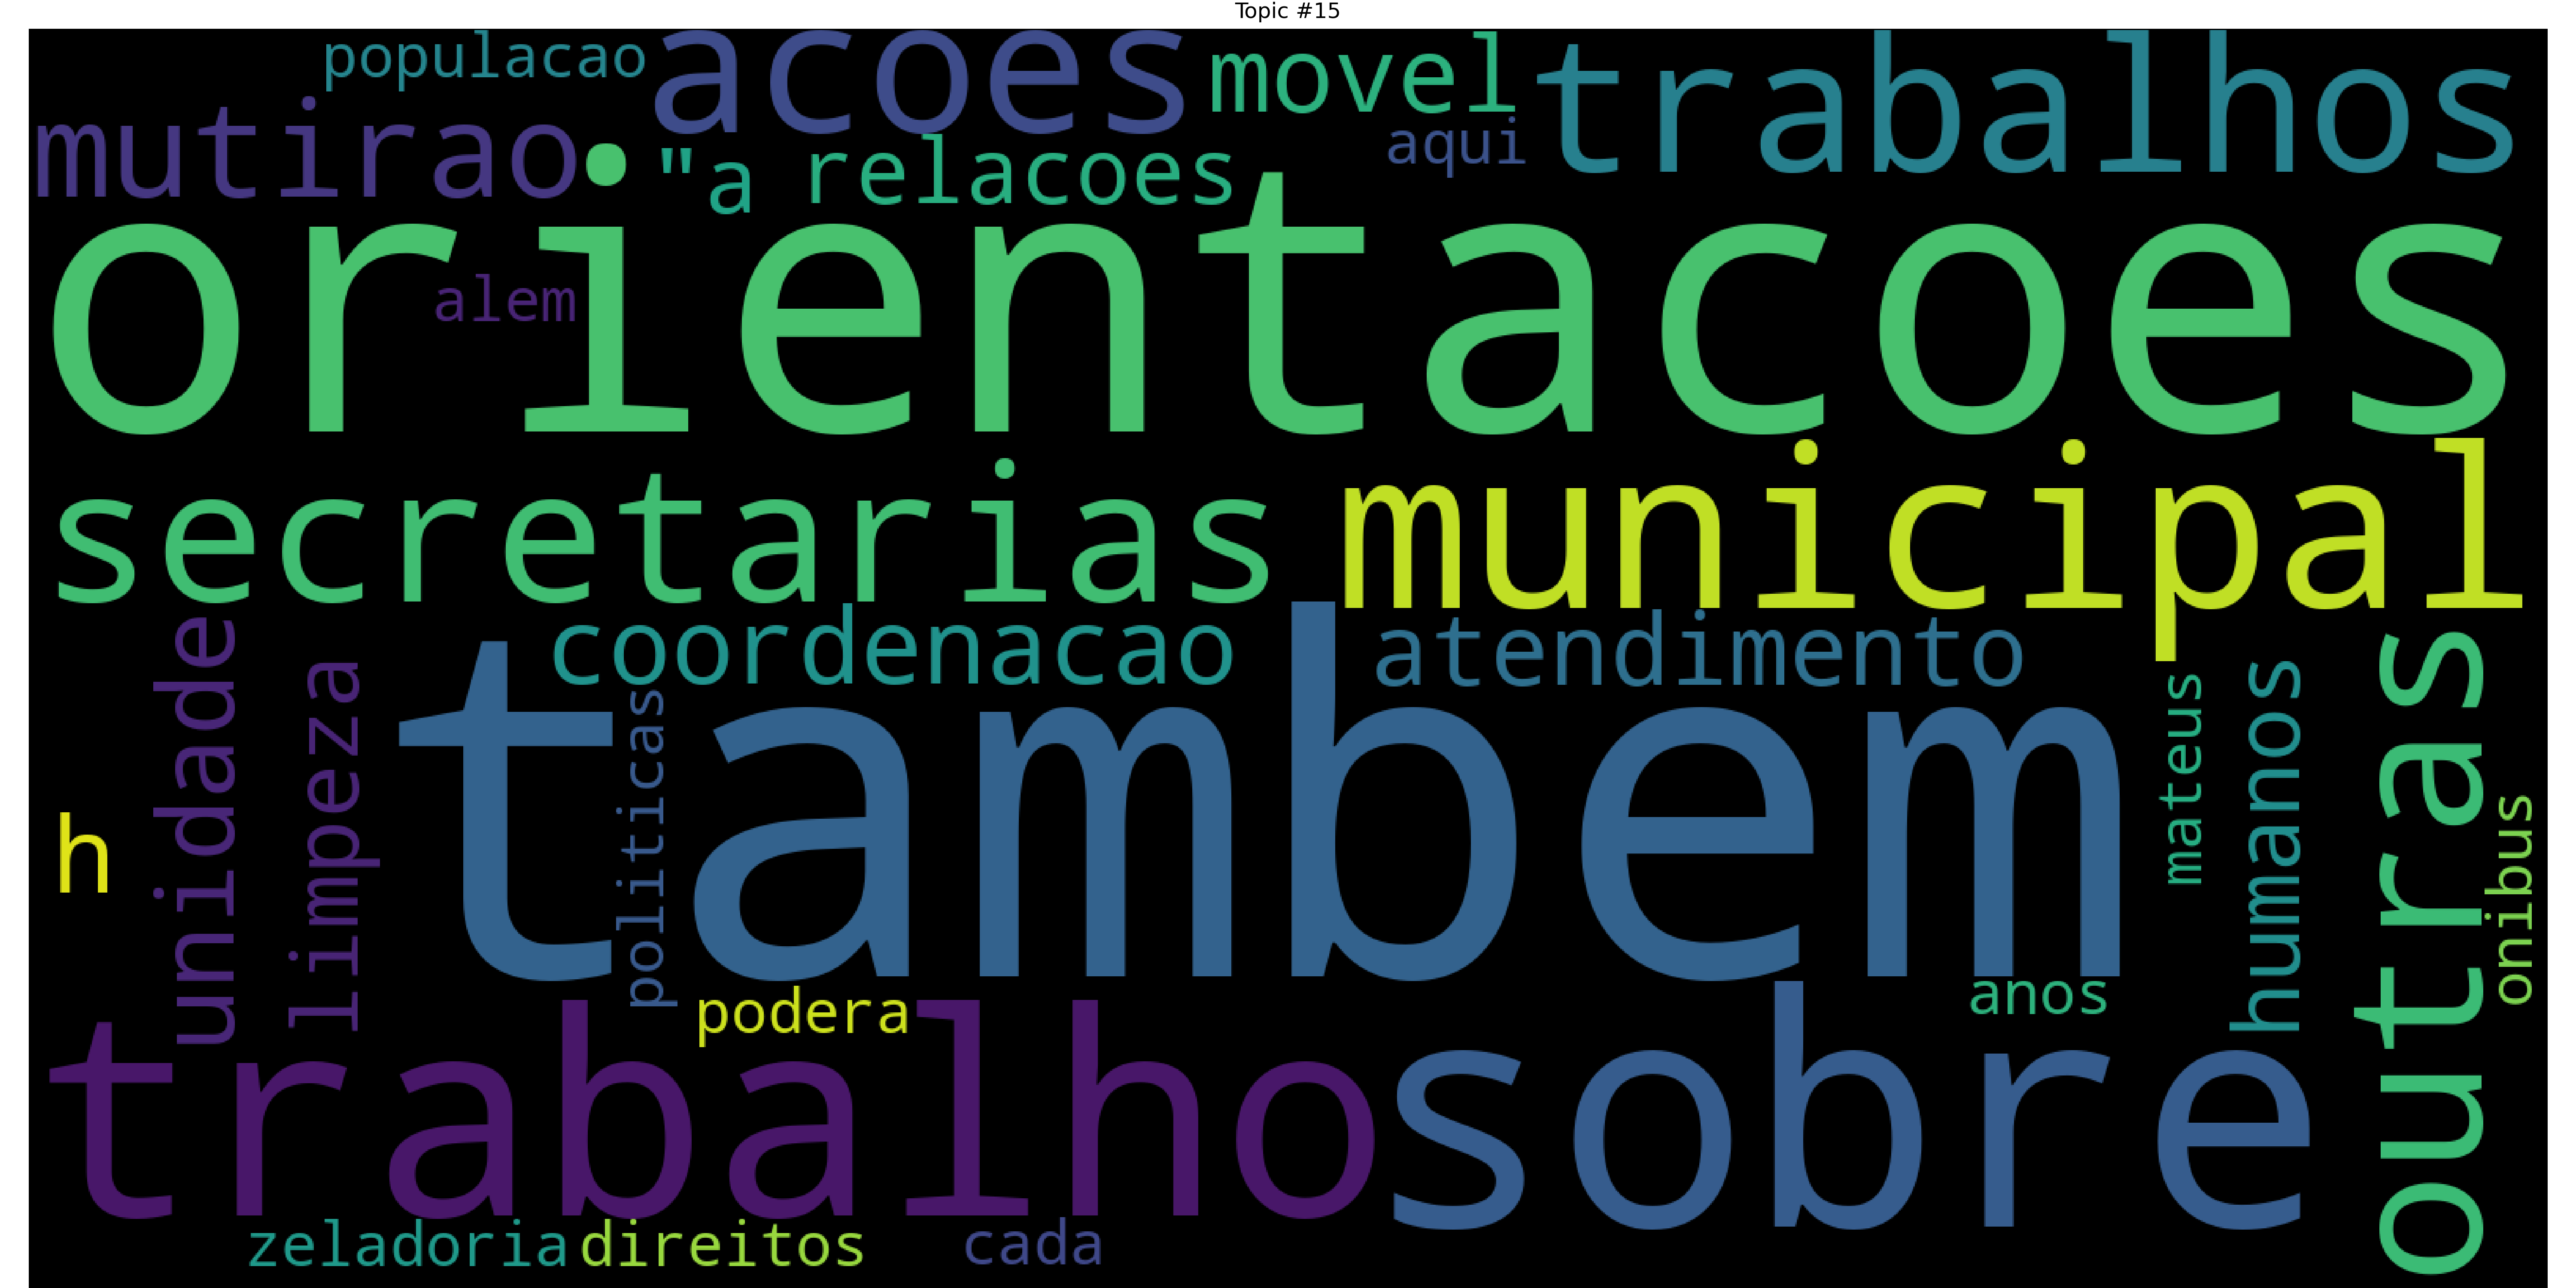 Topic #15
populacao
acoes
movel
trabalhos
mutirao
"a
relacoes
aqui
orientacoes
alem
secretarias
municipal
unidade
limpeza
coordenacao
atendimento
politicas
tambem
mateus
humanos
outras
onibus
h
podera
anos
trabalho
sobre
zeladoria
direitos
cada